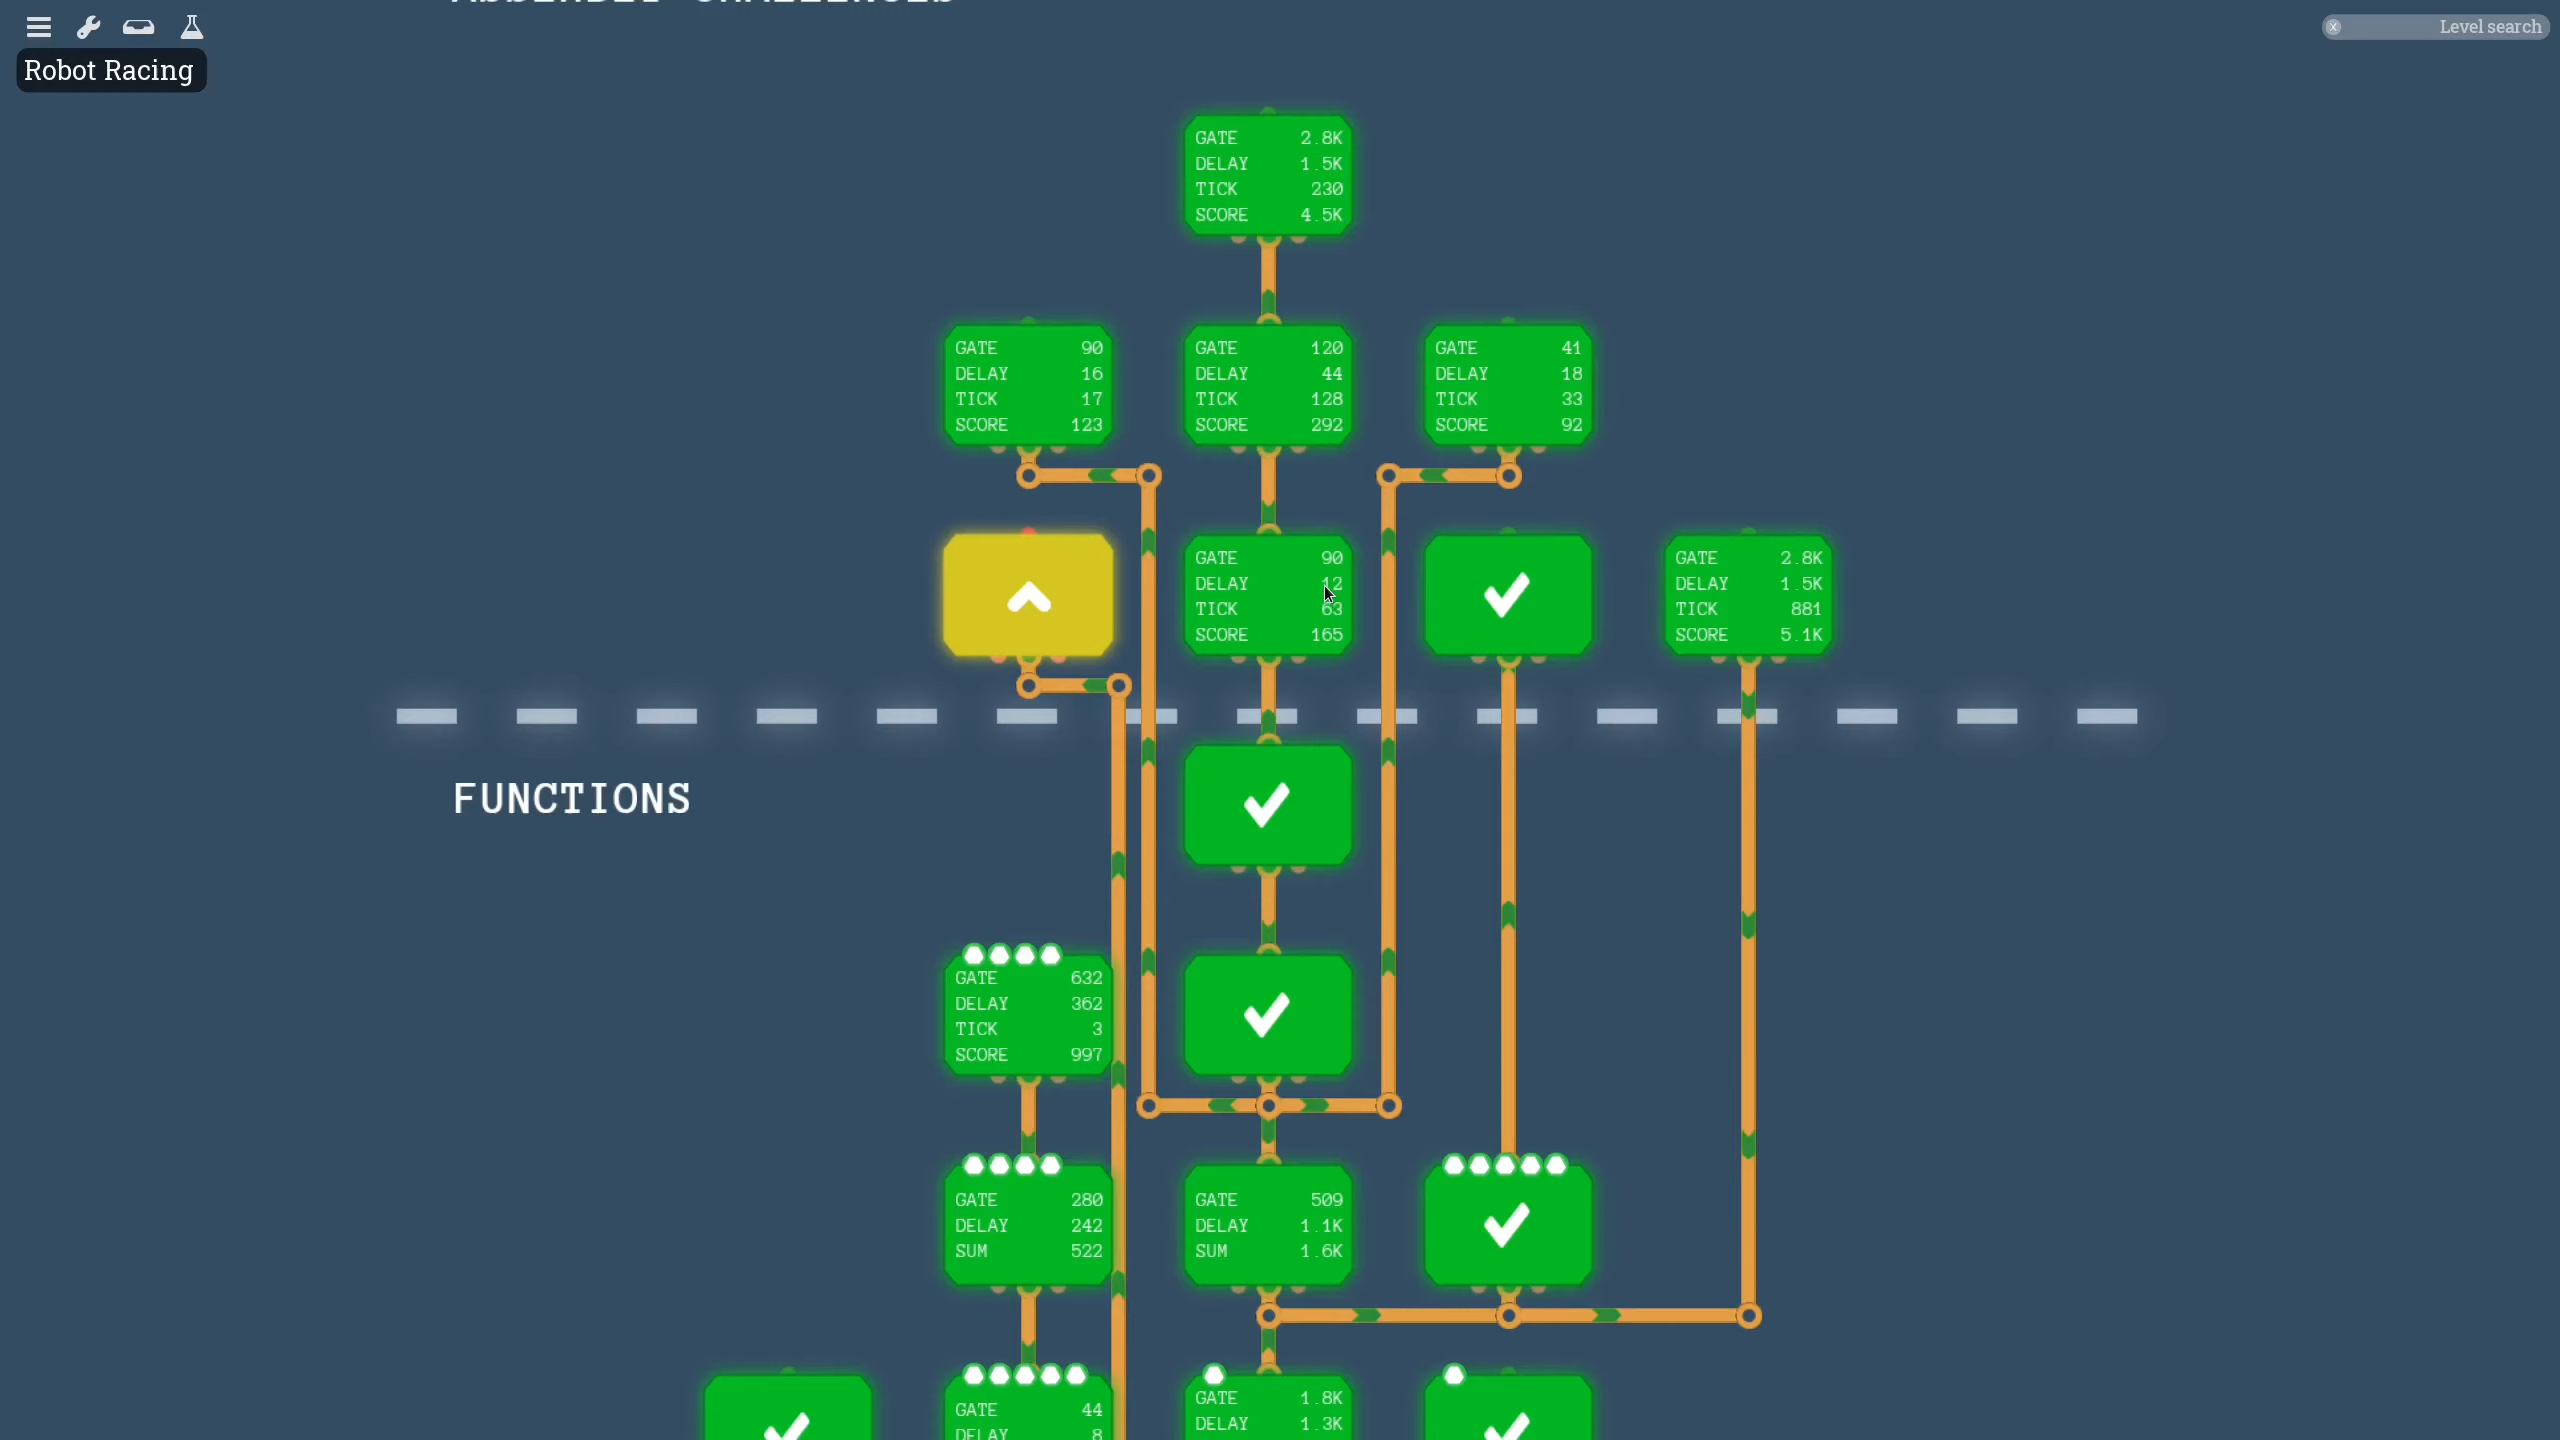 Level search
Robot Racing
GATE 2.8K
DELAY 1.5K
TICK 230
SCORE 4.5K
GATE 90
DELAY 16
TICK 17
SCORE 123
GATE 120
DELAY 44
TICK 128
SCORE 292
GATE 41
DELAY 18
TICK 33
SCORE 92
GATE 90
DELAY 12
TICK 63
SCORE 165
GATE 2.8K
DELAY 1.5K
TICK 881
SCORE 5.1K
FUNCTIONS
GATE 632
DELAY 362
TICK 3
SCORE 997
GATE 280
DELAY 242
SUM 522
GATE 509
DELAY 1.1K
SUM 1.6K
GATE 44
DELAY 8
GATE 1.8K
DELAY 1.3K